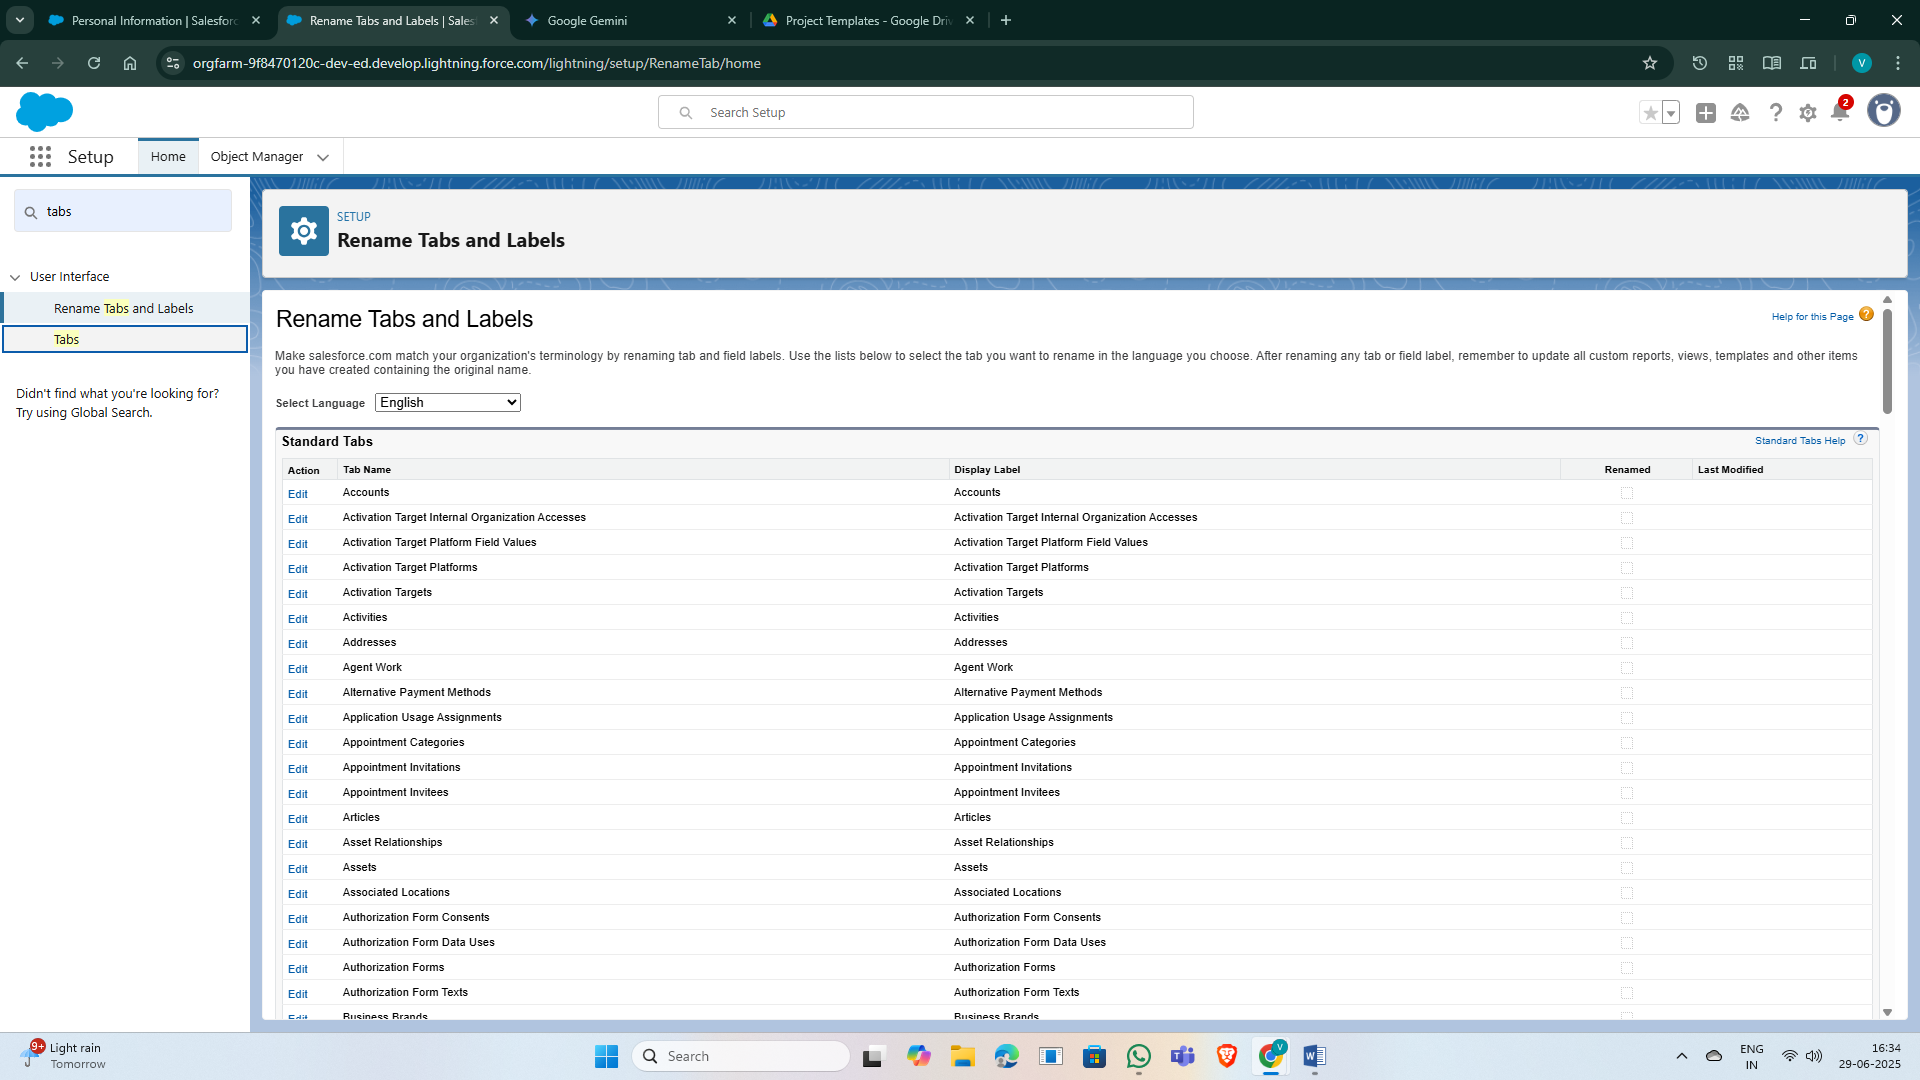 Personal Information | Salesforc
Rename Tabs and Labels | Sales
Google Gemini
Project Templates - Google Driv
orgfarm-9f8470120c-dev-ed.develop.lightning.force.com/lightning/setup/RenameTab/home
V
Search Setup
2
Setup
Home
Object Manager
tabs
User Interface
Rename Tabs and Labels
Tabs
Didn't find what you're looking for?
Try using Global Search.
SETUP
Rename Tabs and Labels
Rename Tabs and Labels
Help for this Page ?
Make salesforce.com match your organization's terminology by renaming tab and field labels. Use the lists below to select the tab you want to rename in the language you choose. After renaming any tab or field label, remember to update all custom reports, views, templates and other items
you have created containing the original name.
Select Language English
Standard Tabs
Standard Tabs Help ?
Action Tab Name Display Label Renamed Last Modified
Edit Accounts Accounts
Edit Activation Target Internal Organization Accesses Activation Target Internal Organization Accesses
Edit Activation Target Platform Field Values Activation Target Platform Field Values
Edit Activation Target Platforms Activation Target Platforms
Edit Activation Targets Activation Targets
Edit Activities Activities
Edit Addresses Addresses
Edit Agent Work Agent Work
Edit Alternative Payment Methods Alternative Payment Methods
Edit Application Usage Assignments Application Usage Assignments
Edit Appointment Categories Appointment Categories
Edit Appointment Invitations Appointment Invitations
Edit Appointment Invitees Appointment Invitees
Edit Articles Articles
Edit Asset Relationships Asset Relationships
Edit Assets Assets
Edit Associated Locations Associated Locations
Edit Authorization Form Consents Authorization Form Consents
Edit Authorization Form Data Uses Authorization Form Data Uses
Edit Authorization Forms Authorization Forms
Edit Authorization Form Texts Authorization Form Texts
Edit Business Brands Business Brands
9+
Light rain
Tomorrow
Search
V
ENG
IN
16:34
29-06-2025